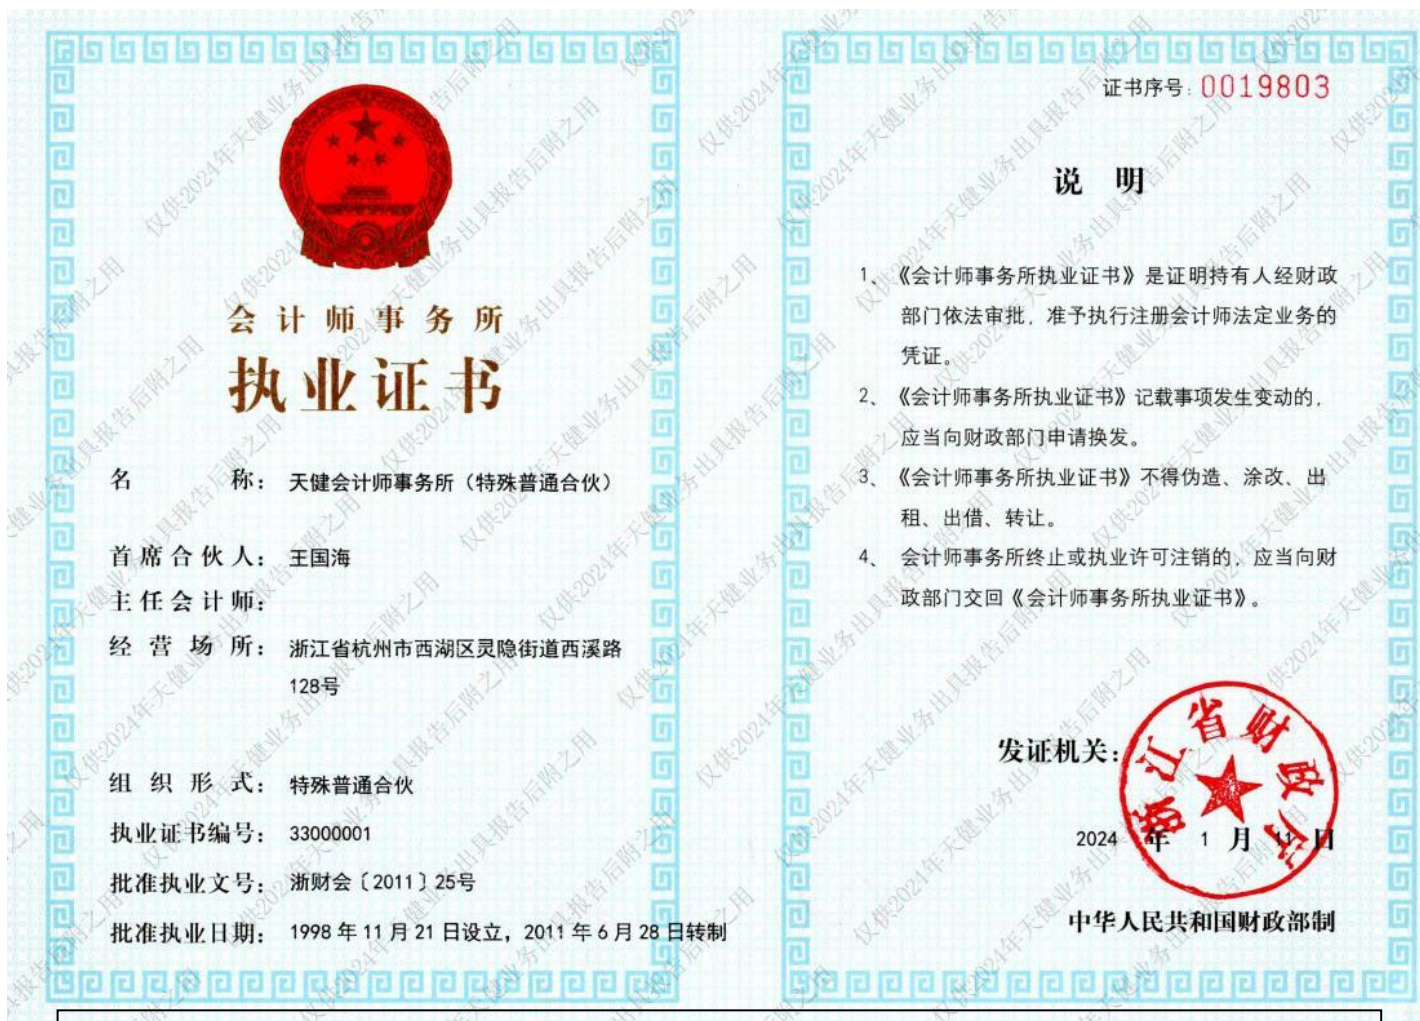 会计师事务所
执业证书
名称：天健会计师事务所（特殊普通合伙）
首席合伙人：王国海
主任会计师：
经营场所：浙江省杭州市西湖区灵隐街道西溪路
128号
组织形式：特殊普通合伙
执业证书编号：33000001
批准执业文号：浙财会〔2011〕25号
批准执业日期：1998年11月21日设立，2011年6月28日转制
证书序号：0019803
说明
1、《会计师事务所执业证书》是证明持有人经财政
部门依法审批，准予执行注册会计师法定业务的
凭证。
2、《会计师事务所执业证书》记载事项发生变动的，
应当向财政部门申请换发。
3、《会计师事务所执业证书》不得伪造、涂改、出
租、出借、转让。
4、会计师事务所终止或执业许可注销的，应当向财
政部门交回《会计师事务所执业证书》。
发证机关：
浙江省财政厅
2024年1月11日
中华人民共和国财政部制
仅供2024年天健业务出具报告后附之用